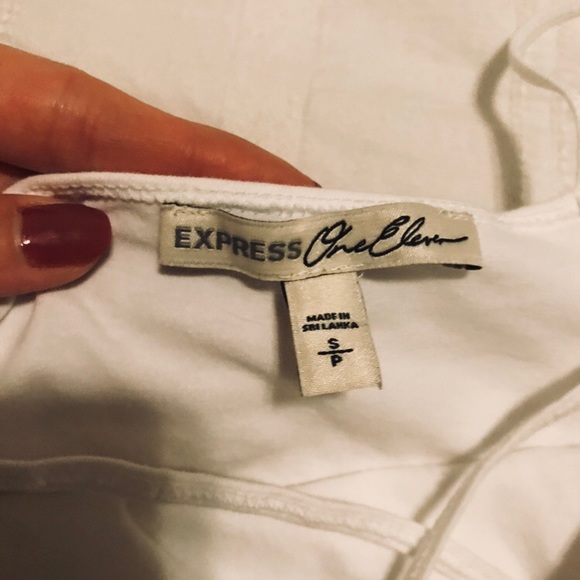 EXPRESS One Eleven
MADE IN
SRI LANKA
S
P